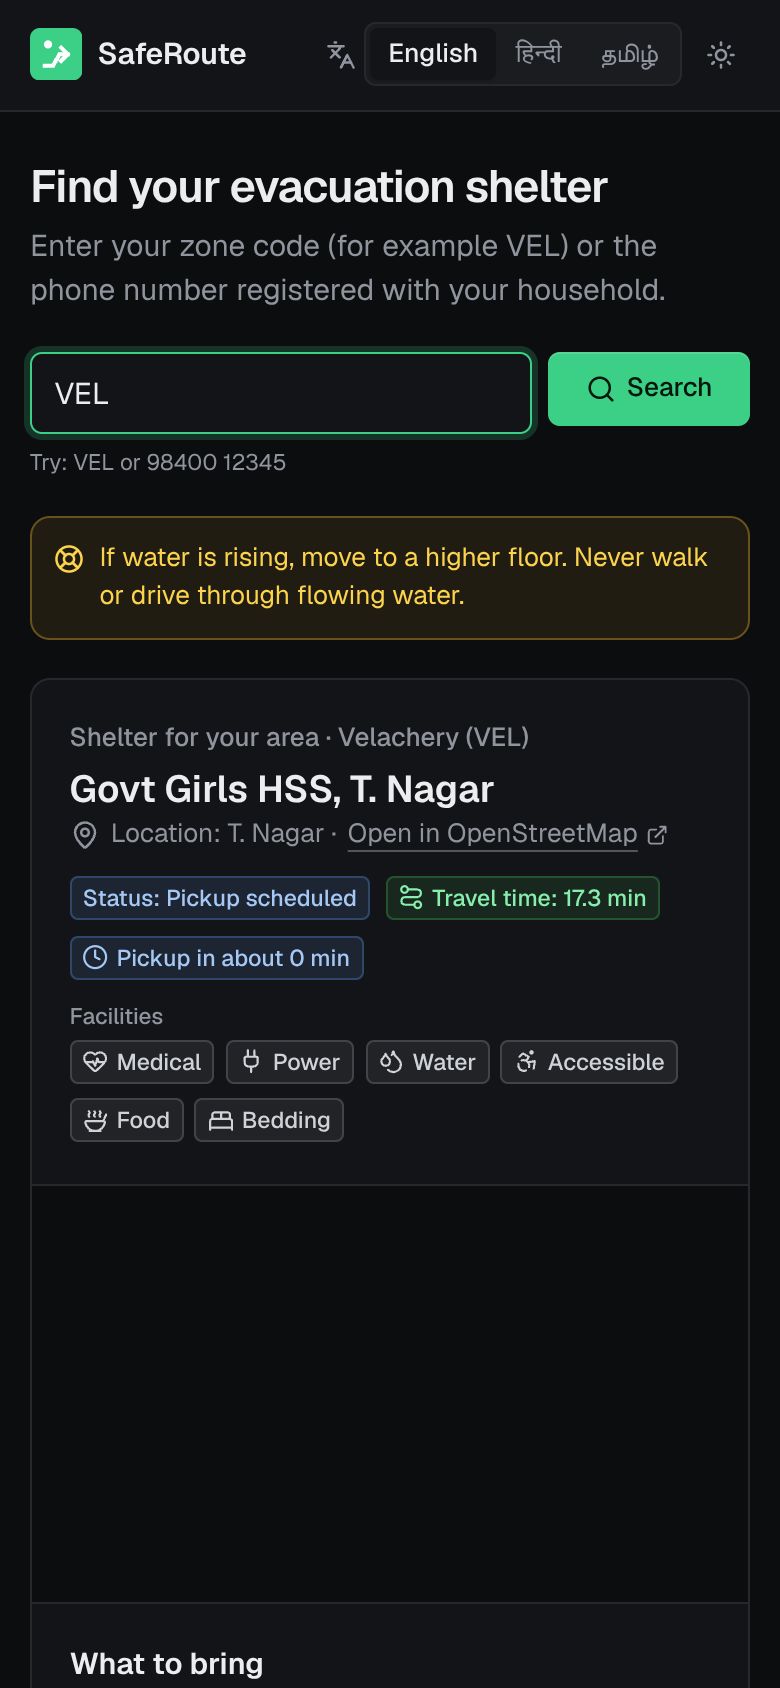 SafeRoute
English हिन्दी தமிழ்
Find your evacuation shelter
Enter your zone code (for example VEL) or the
phone number registered with your household.
VEL
Search
Try: VEL or 98400 12345
If water is rising, move to a higher floor. Never walk
or drive through flowing water.
Shelter for your area · Velachery (VEL)
Govt Girls HSS, T. Nagar
Location: T. Nagar · Open in OpenStreetMap
Status: Pickup scheduled Travel time: 17.3 min
Pickup in about 0 min
Facilities
Medical Power Water Accessible
Food Bedding
What to bring